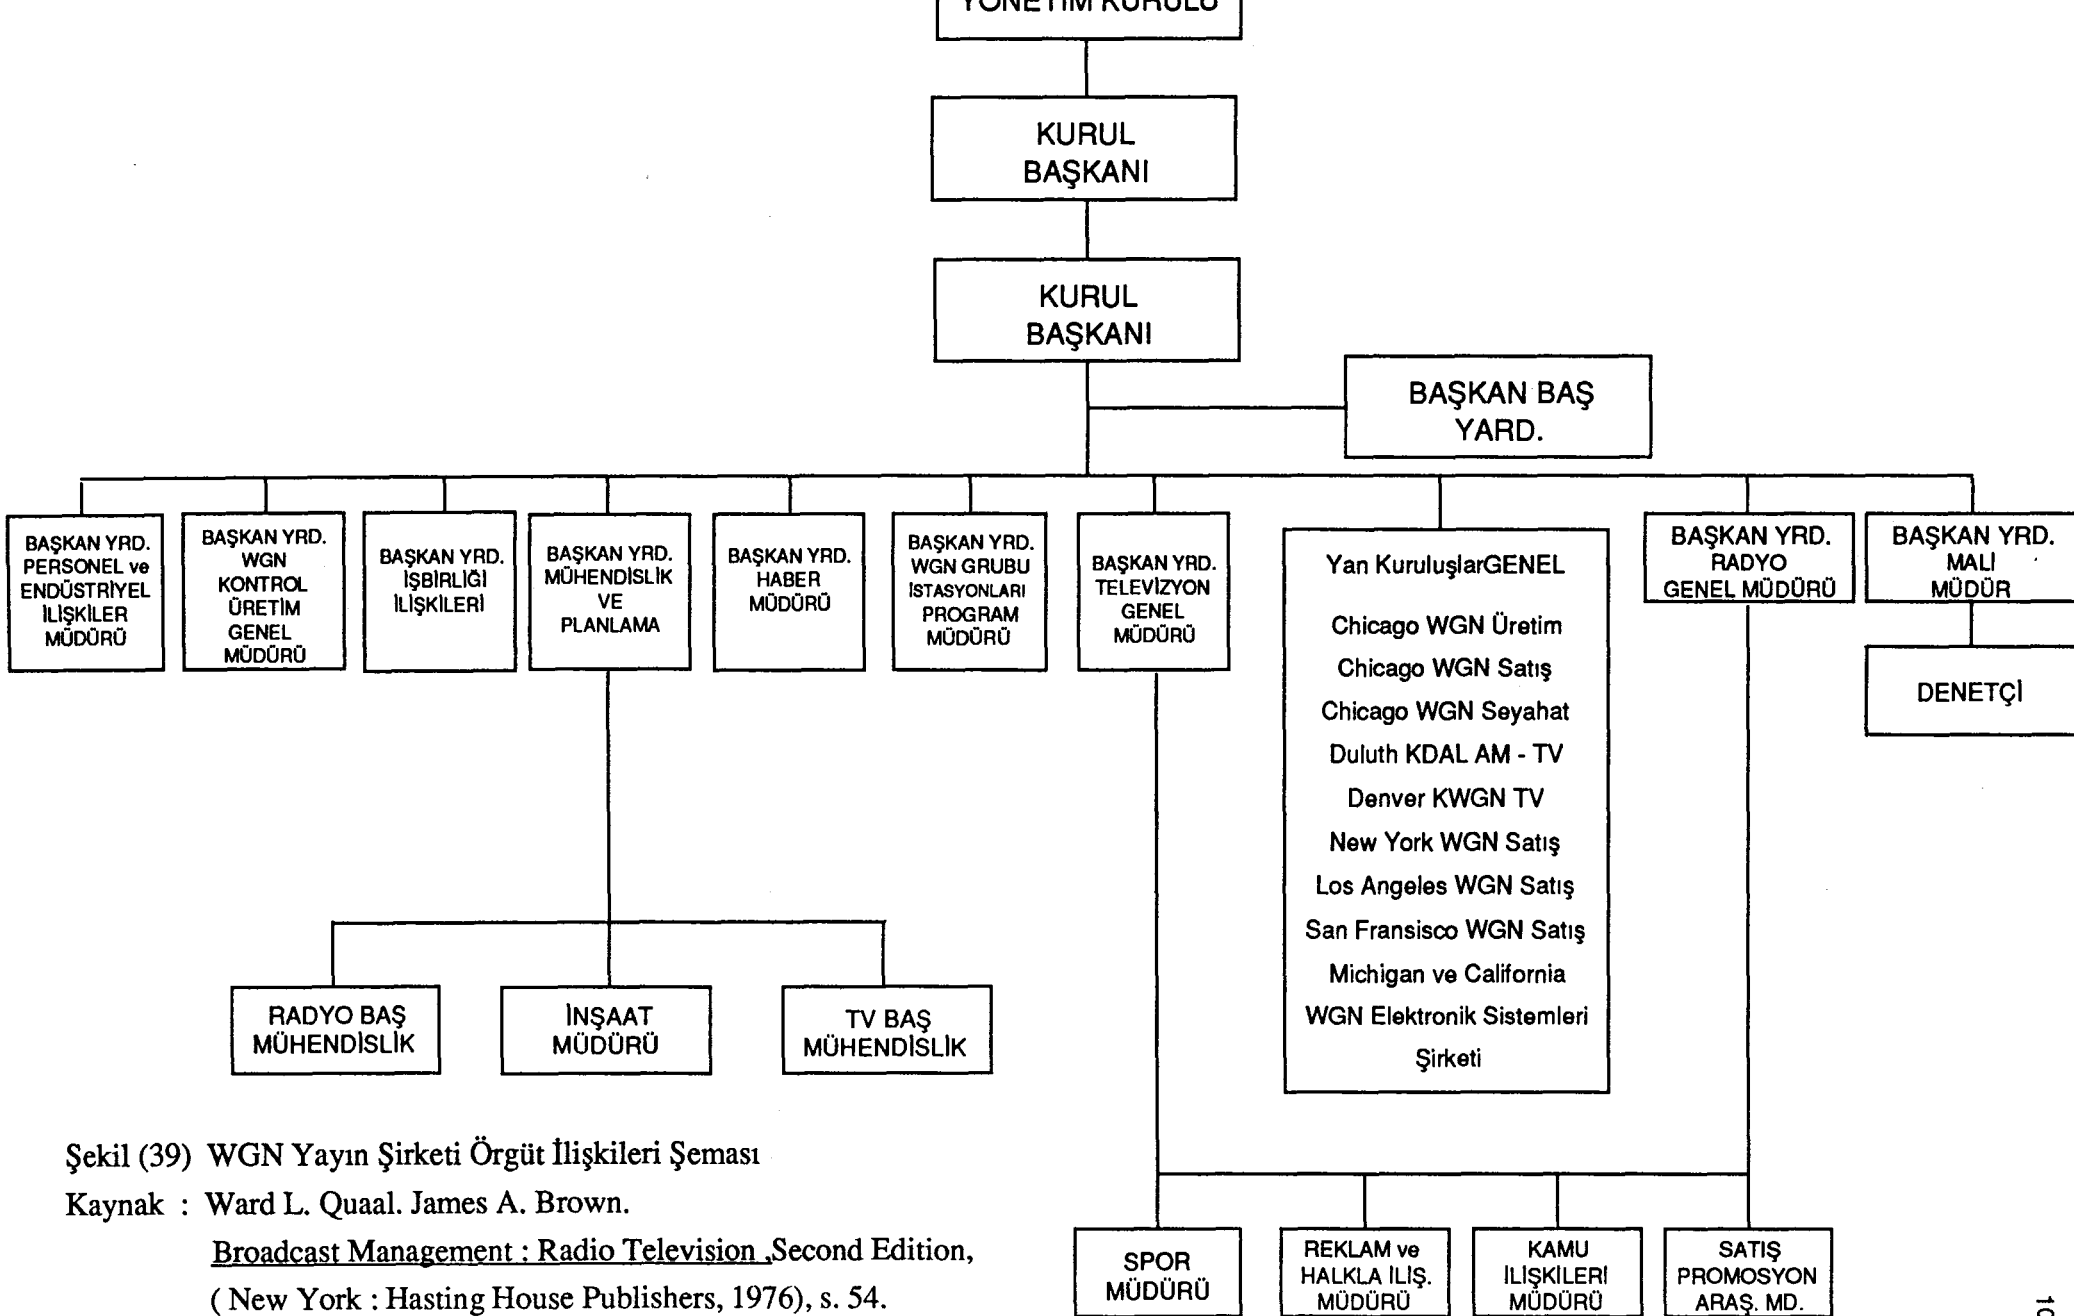 YÖNETİM KURULU
KURUL
BAŞKANI
KURUL
BAŞKANI
BAŞKAN BAŞ
YARD.
BAŞKAN YRD.
PERSONEL ve
ENDÜSTRİYEL
İLİŞKİLER
MÜDÜRÜ
BAŞKAN YRD.
WGN
KONTROL
ÜRETİM
GENEL
MÜDÜRÜ
BAŞKAN YRD.
İŞBİRLİĞİ
İLİŞKİLERİ
BAŞKAN YRD.
MÜHENDİSLİK
VE
PLANLAMA
BAŞKAN YRD.
HABER
MÜDÜRÜ
BAŞKAN YRD.
WGN GRUBU
İSTASYONLARI
PROGRAM
MÜDÜRÜ
BAŞKAN YRD.
TELEVİZYON
GENEL
MÜDÜRÜ
Yan KuruluşlarGENEL
Chicago WGN Üretim
Chicago WGN Satış
Chicago WGN Seyahat
Duluth KDAL AM - TV
Denver KWGN TV
New York WGN Satış
Los Angeles WGN Satış
San Fransisco WGN Satış
Michigan ve California
WGN Elektronik Sistemleri
Şirketi
BAŞKAN YRD.
RADYO
GENEL MÜDÜRÜ
BAŞKAN YRD.
MALİ
MÜDÜR
DENETÇİ
RADYO BAŞ
MÜHENDİSLİK
İNŞAAT
MÜDÜRÜ
TV BAŞ
MÜHENDİSLİK
SPOR
MÜDÜRÜ
REKLAM ve
HALKLA İLİŞ.
MÜDÜRÜ
KAMU
İLİŞKİLERİ
MÜDÜRÜ
SATIŞ
PROMOSYON
ARAŞ. MD.
Şekil (39) WGN Yayın Şirketi Örgüt İlişkileri Şeması
Kaynak : Ward L. Quaal. James A. Brown.
Broadcast Management : Radio Television ,Second Edition,
( New York : Hasting House Publishers, 1976), s. 54.